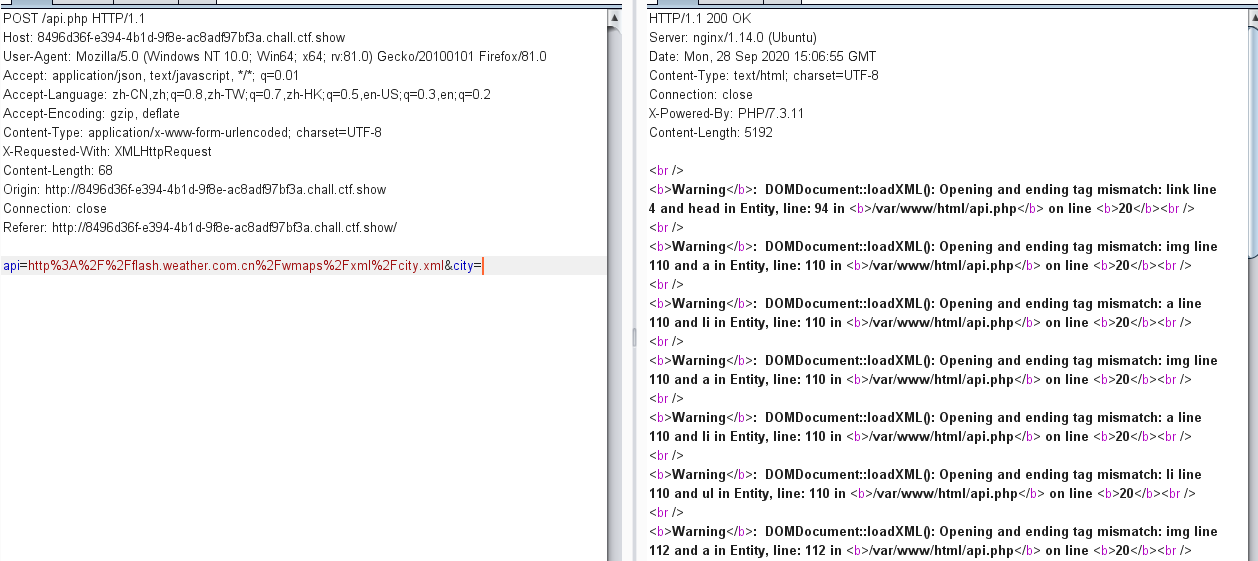 POST /api.php HTTP/1.1
Host: 8496d36f-e394-4b1d-9f8e-ac8adf97bf3a.chall.ctf.show
User-Agent: Mozilla/5.0 (Windows NT 10.0; Win64; x64; rv:81.0) Gecko/20100101 Firefox/81.0
Accept: application/json, text/javascript, */*; q=0.01
Accept-Language: zh-CN,zh;q=0.8,zh-TW;q=0.7,zh-HK;q=0.5,en-US;q=0.3,en;q=0.2
Accept-Encoding: gzip, deflate
Content-Type: application/x-www-form-urlencoded; charset=UTF-8
X-Requested-With: XMLHttpRequest
Content-Length: 68
Origin: http://8496d36f-e394-4b1d-9f8e-ac8adf97bf3a.chall.ctf.show
Connection: close
Referer: http://8496d36f-e394-4b1d-9f8e-ac8adf97bf3a.chall.ctf.show/
api=http%3A%2F%2Fflash.weather.com.cn%2Fwmaps%2Fxml%2Fcity.xml&city=
HTTP/1.1 200 OK
Server: nginx/1.14.0 (Ubuntu)
Date: Mon, 28 Sep 2020 15:06:55 GMT
Content-Type: text/html; charset=UTF-8
Connection: close
X-Powered-By: PHP/7.3.11
Content-Length: 5192
<br />
<b>Warning</b>:  DOMDocument::loadXML(): Opening and ending tag mismatch: link line
4 and head in Entity, line: 94 in <b>/var/www/html/api.php</b> on line <b>20</b><br />
<br />
<b>Warning</b>:  DOMDocument::loadXML(): Opening and ending tag mismatch: img line
110 and a in Entity, line: 110 in <b>/var/www/html/api.php</b> on line <b>20</b><br />
<br />
<b>Warning</b>:  DOMDocument::loadXML(): Opening and ending tag mismatch: a line
110 and li in Entity, line: 110 in <b>/var/www/html/api.php</b> on line <b>20</b><br />
<br />
<b>Warning</b>:  DOMDocument::loadXML(): Opening and ending tag mismatch: img line
110 and a in Entity, line: 110 in <b>/var/www/html/api.php</b> on line <b>20</b><br />
<br />
<b>Warning</b>:  DOMDocument::loadXML(): Opening and ending tag mismatch: a line
110 and li in Entity, line: 110 in <b>/var/www/html/api.php</b> on line <b>20</b><br />
<br />
<b>Warning</b>:  DOMDocument::loadXML(): Opening and ending tag mismatch: li line
110 and ul in Entity, line: 110 in <b>/var/www/html/api.php</b> on line <b>20</b><br />
<br />
<b>Warning</b>:  DOMDocument::loadXML(): Opening and ending tag mismatch: img line
112 and a in Entity, line: 112 in <b>/var/www/html/api.php</b> on line <b>20</b><br />